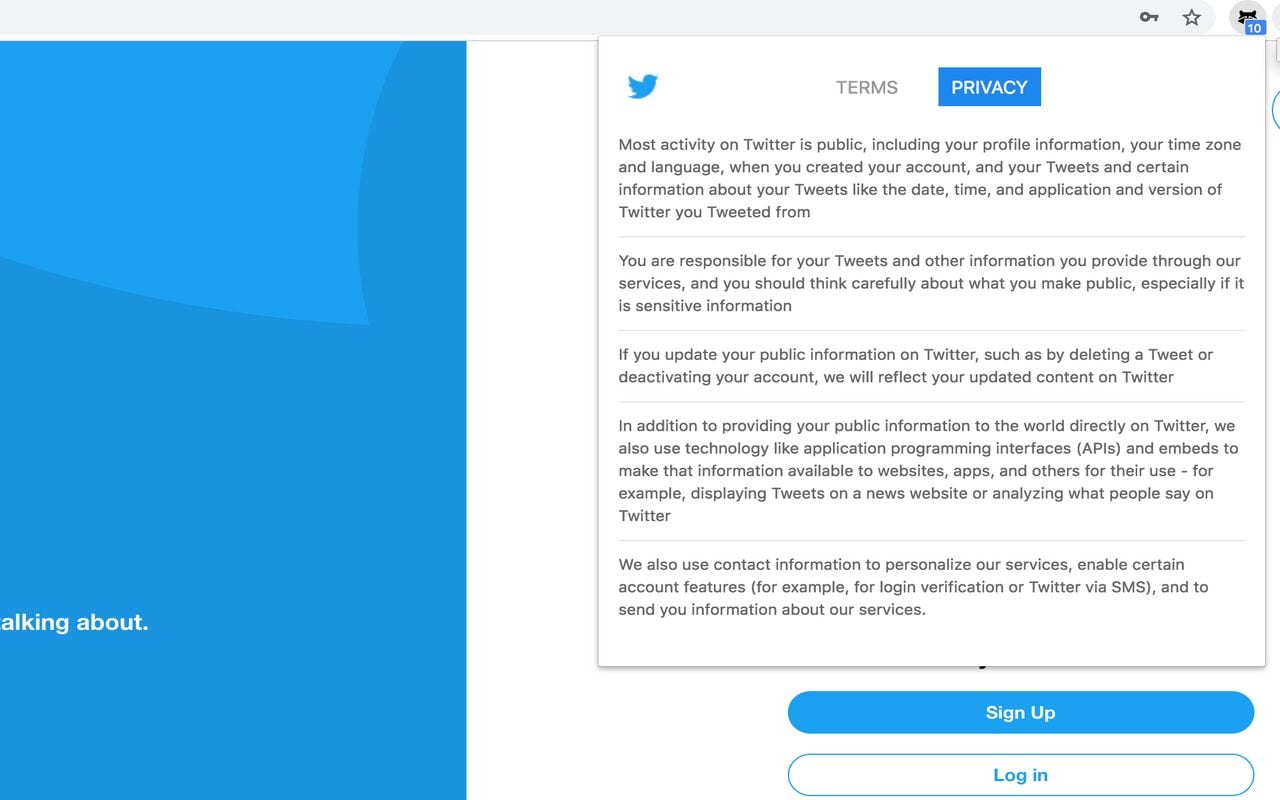 10
TERMS PRIVACY
Most activity on Twitter is public, including your profile information, your time zone
and language, when you created your account, and your Tweets and certain
information about your Tweets like the date, time, and application and version of
Twitter you Tweeted from
You are responsible for your Tweets and other information you provide through our
services, and you should think carefully about what you make public, especially if it
is sensitive information
If you update your public information on Twitter, such as by deleting a Tweet or
deactivating your account, we will reflect your updated content on Twitter
In addition to providing your public information to the world directly on Twitter, we
also use technology like application programming interfaces (APIs) and embeds to
make that information available to websites, apps, and others for their use - for
example, displaying Tweets on a news website or analyzing what people say on
Twitter
We also use contact information to personalize our services, enable certain
account features (for example, for login verification or Twitter via SMS), and to
send you information about our services.
alking about.
Sign Up
Log in